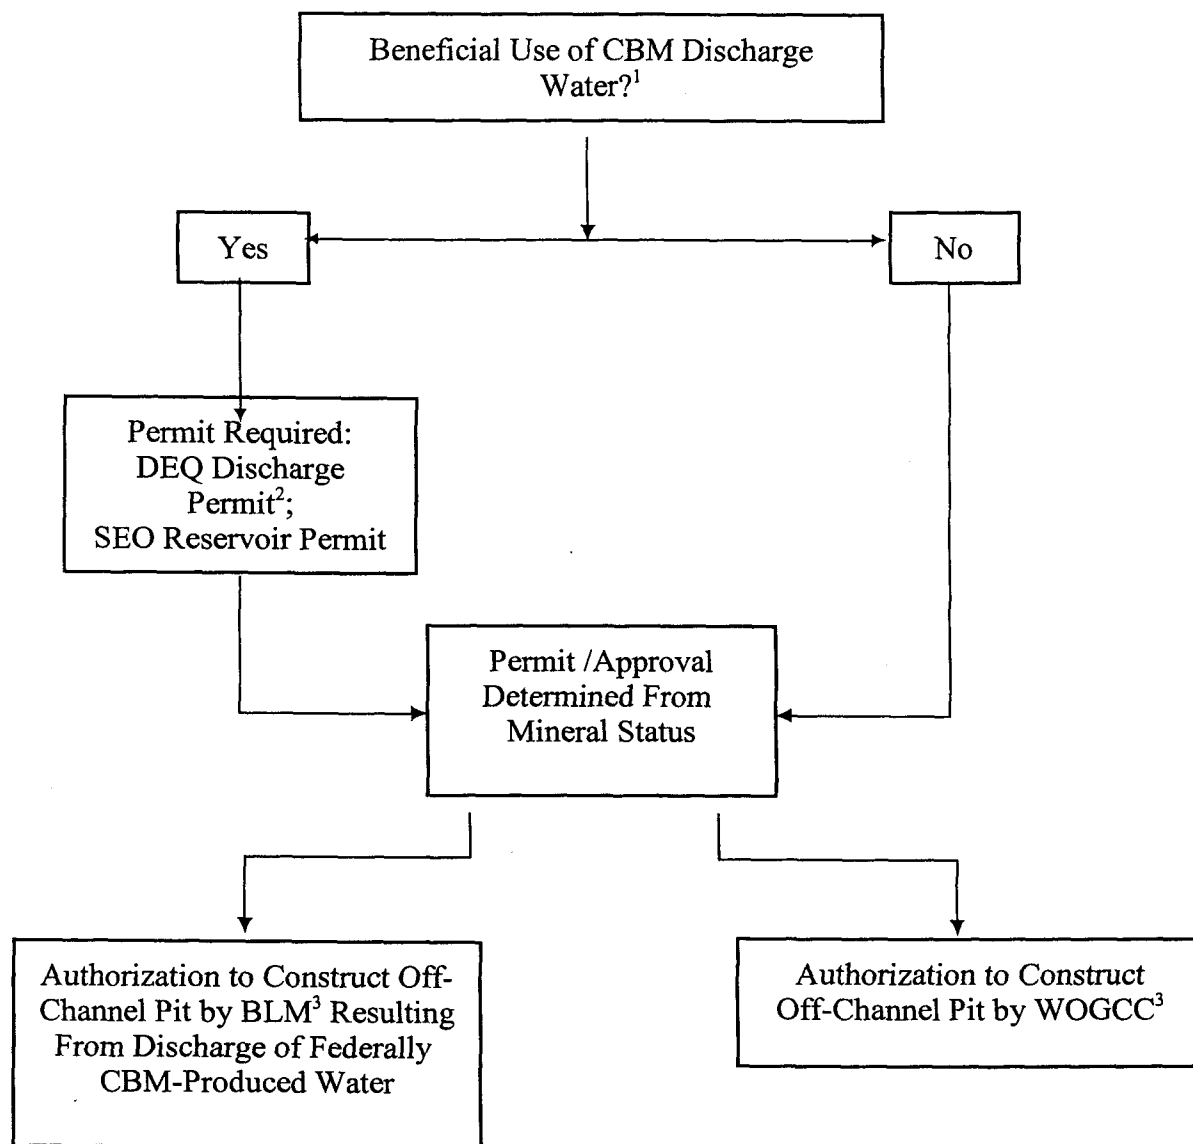 Beneficial Use of CBM Discharge
Water?¹
Yes
No
Permit Required:
DEQ Discharge
Permit²;
SEO Reservoir Permit
Permit /Approval
Determined From
Mineral Status
Authorization to Construct Off-
Channel Pit by BLM³ Resulting
From Discharge of Federally
CBM-Produced Water
Authorization to Construct
Off-Channel Pit by WOGCC³